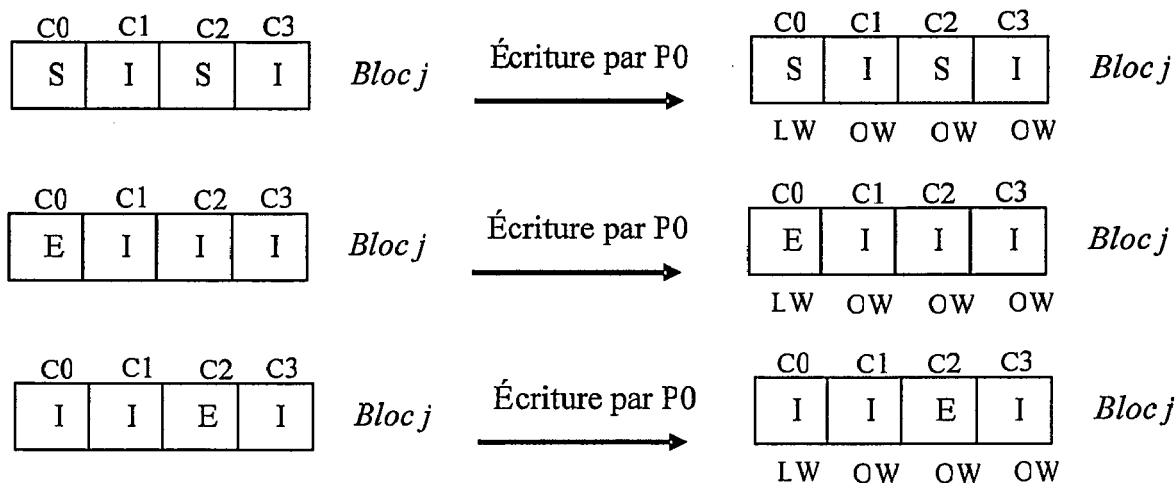 C0 C1 C2 C3 C0 C1 C2 C3
S I S I Bloc j Écriture par P0 S I S I Bloc j
LW OW OW OW
C0 C1 C2 C3 C0 C1 C2 C3
E I I I Bloc j Écriture par P0 E I I I Bloc j
LW OW OW OW
C0 C1 C2 C3 C0 C1 C2 C3
I I E I Bloc j Écriture par P0 I I E I Bloc j
LW OW OW OW